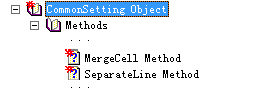 CommonSetting Object
Methods
...
MergeCell Method
SeparateLine Method
...